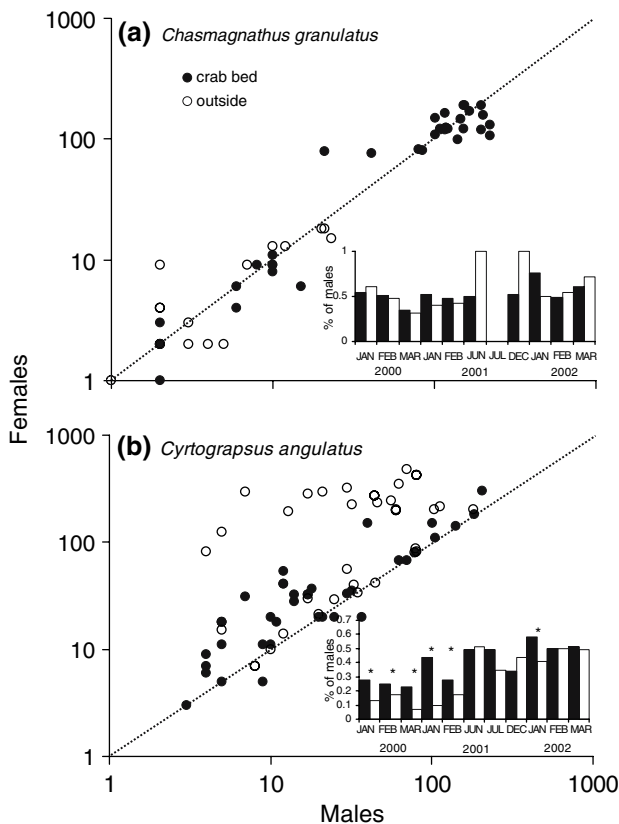 1000
(a) Chasmagnathus granulatus
crab bed
outside
100
10
1
Females
% of males
1
0.5
0
JAN FEB MAR JAN FEB JUN JUL DEC JAN FEB MAR
2000 2001 2002
1000
(b) Cyrtograpsus angulatus
100
10
1
% of males
0.7
0.6
0.5
0.4
0.3
0.2
0.1
0
* * * * * *
JAN FEB MAR JAN FEB JUN JUL DEC JAN FEB MAR
2000 2001 2002
1 10 100 1000
Males